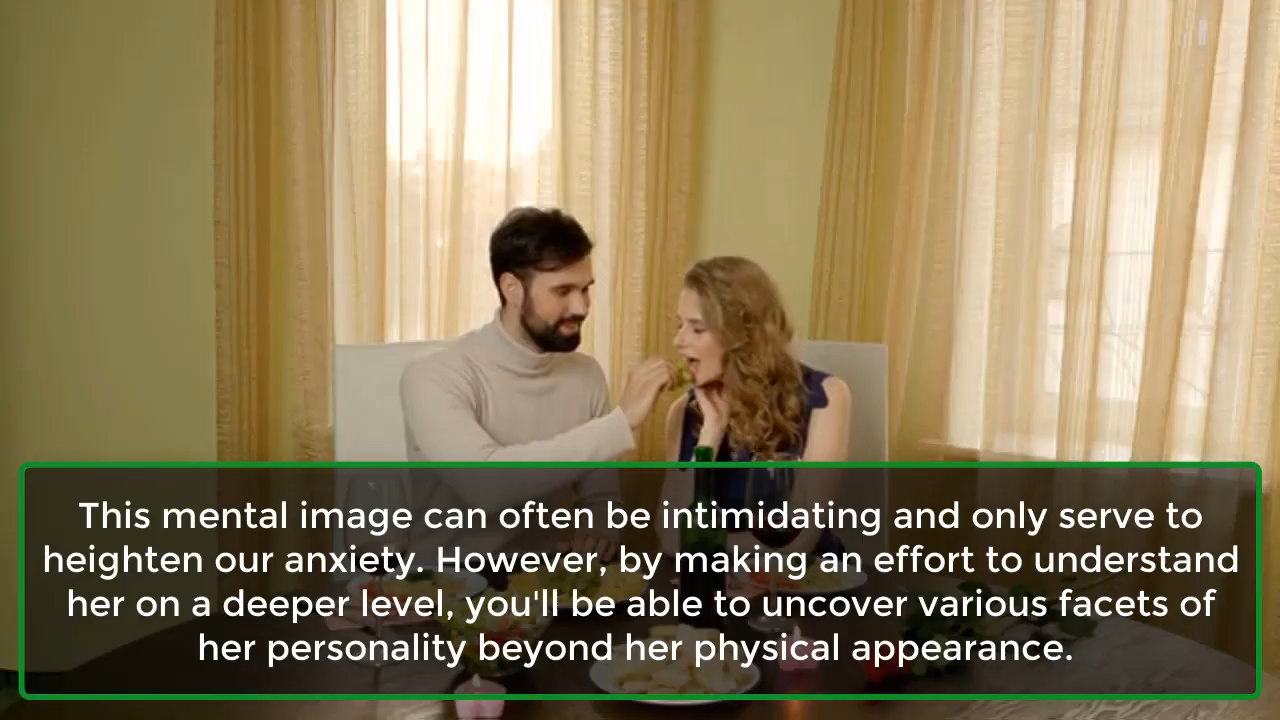 This mental image can often be intimidating and only serve to
heighten our anxiety. However, by making an effort to understand
her on a deeper level, you'll be able to uncover various facets of
her personality beyond her physical appearance.